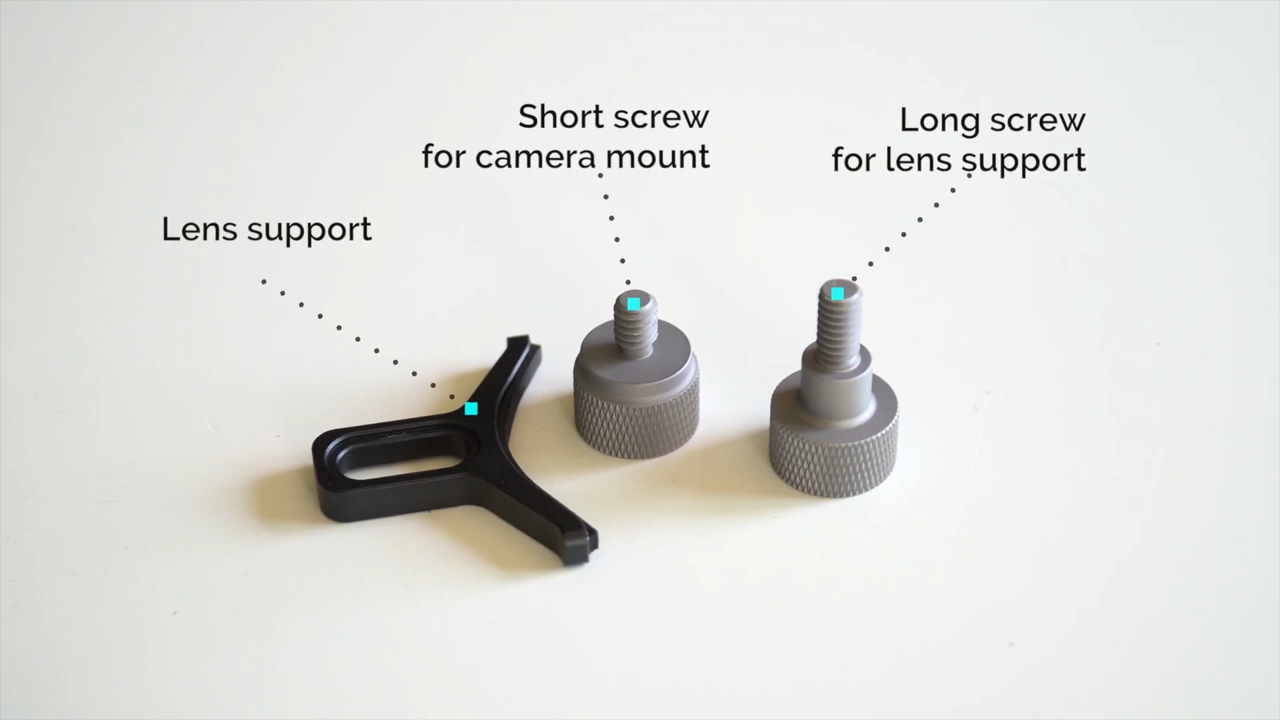 Short screw
for camera mount
Long screw
for lens support
Lens support